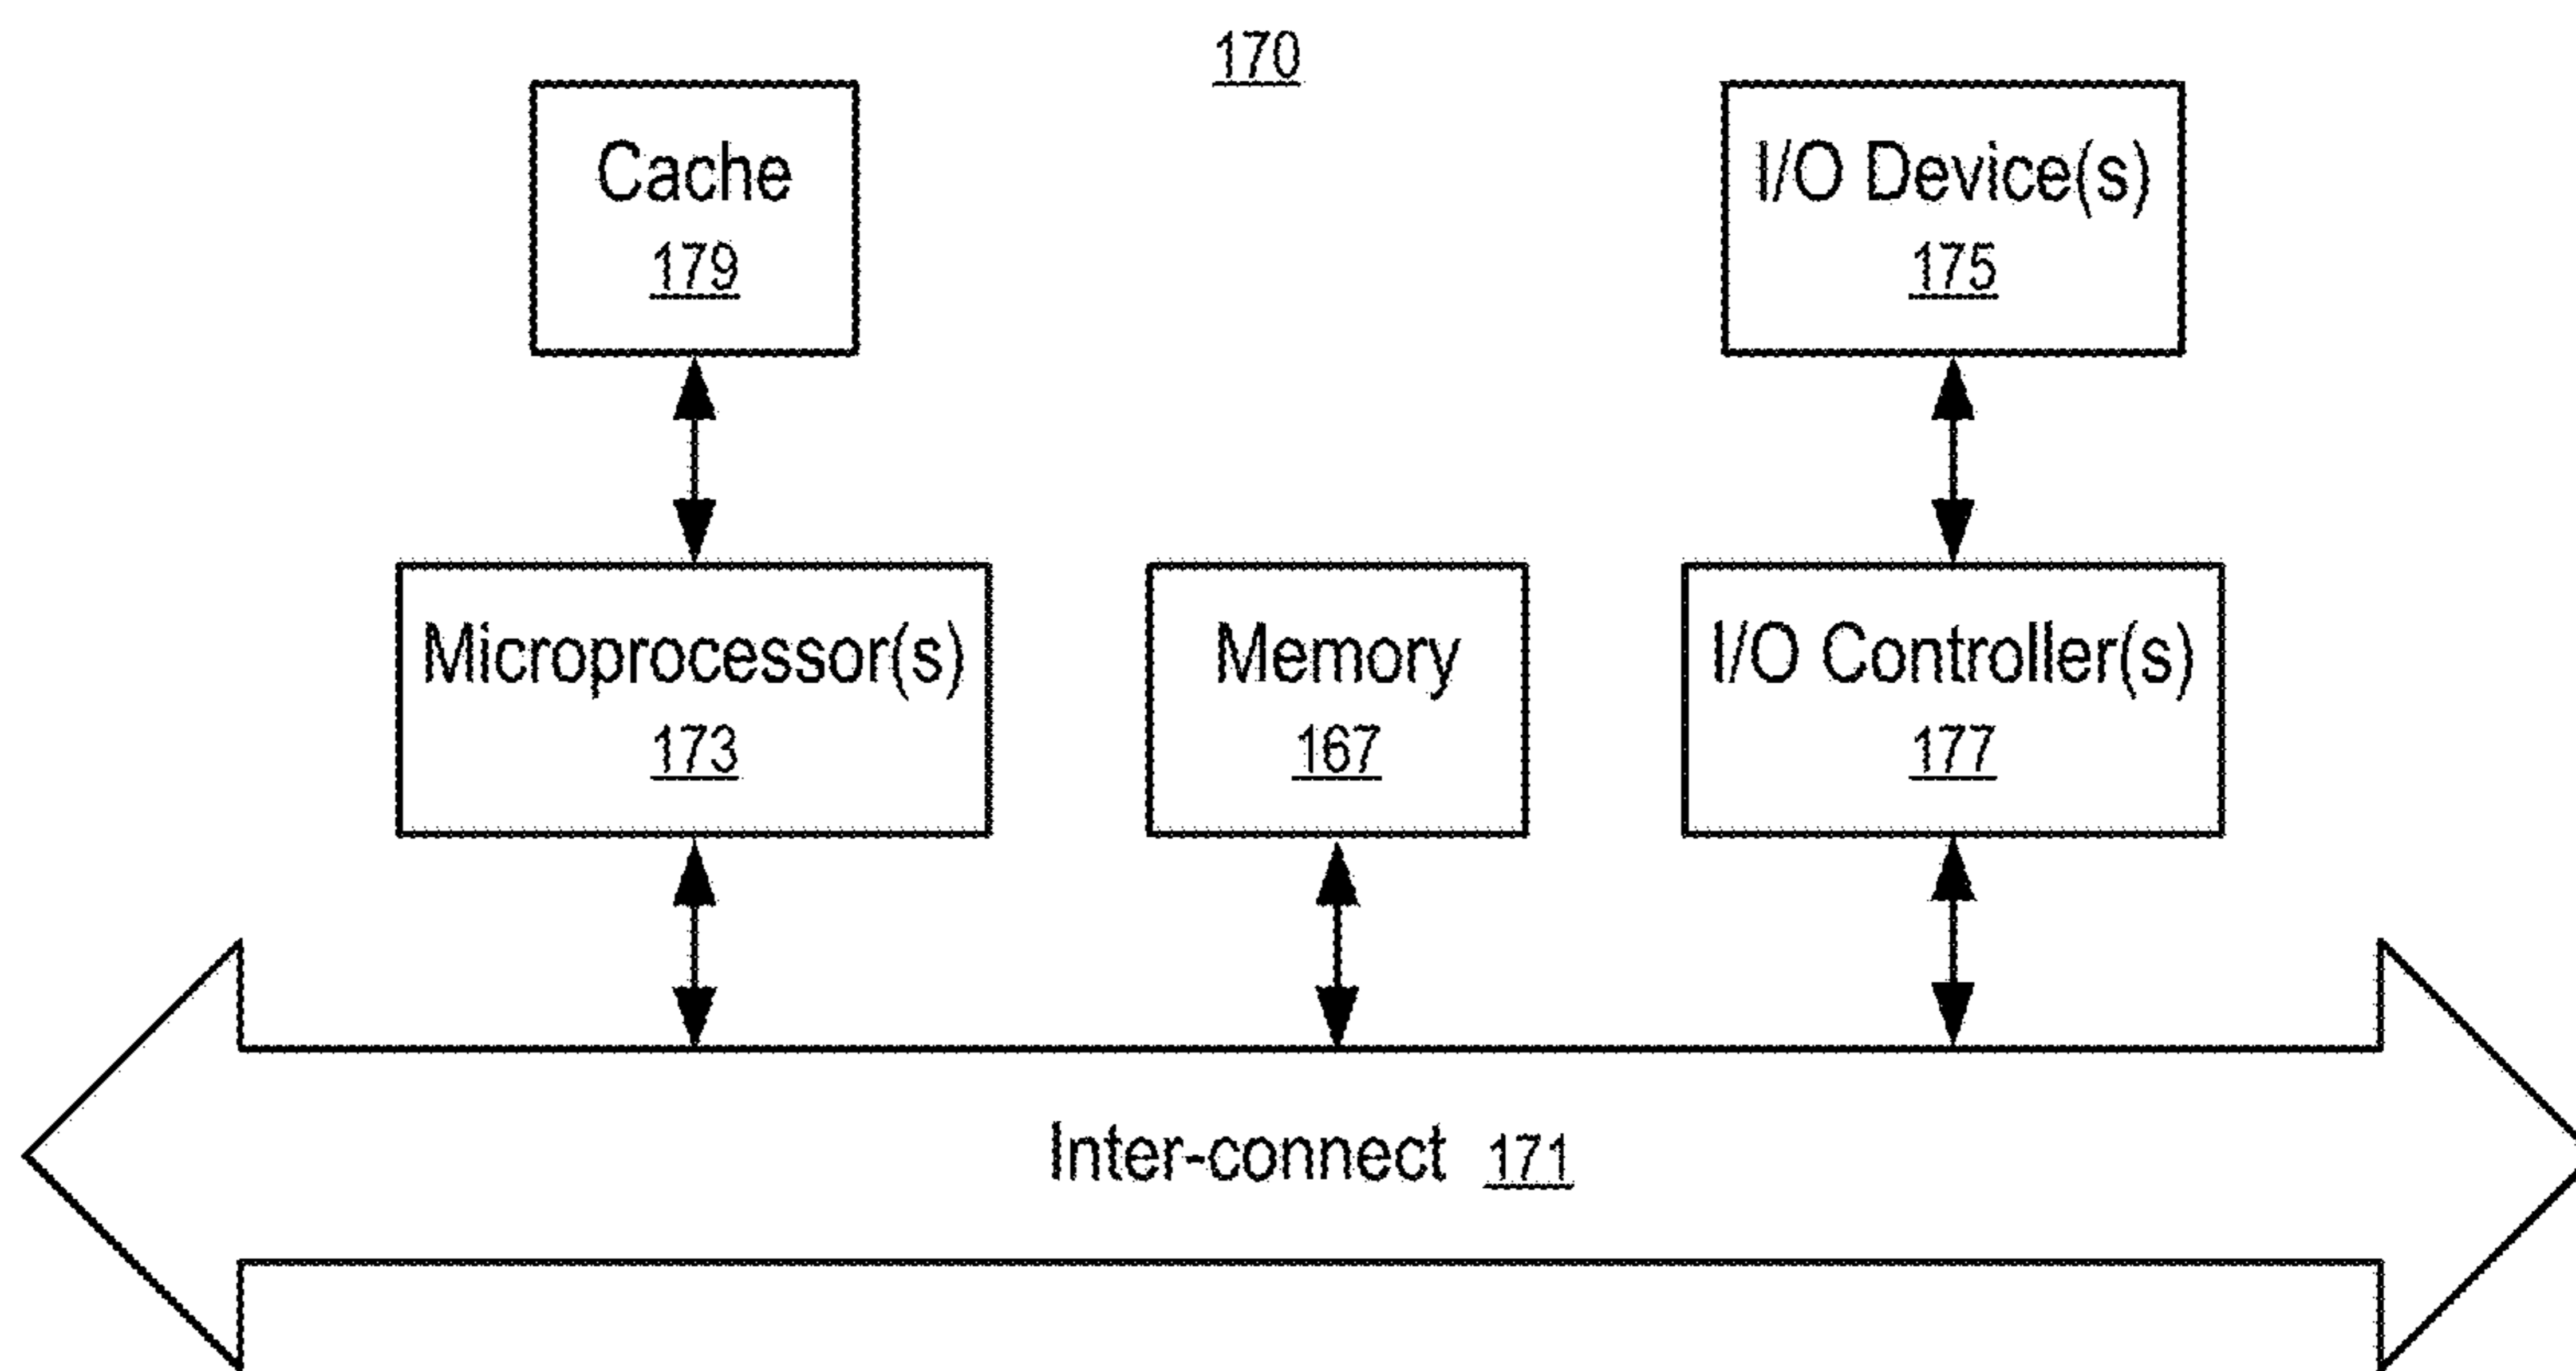 170
Cache
179
I/O Device(s)
175
Microprocessor(s)
173
Memory
167
I/O Controller(s)
177
Inter-connect 171